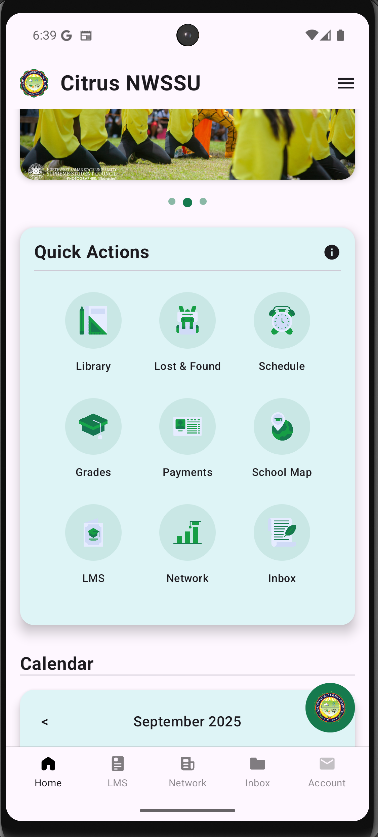 6:39
Citrus NWSSU
Quick Actions
Library
Lost & Found
Schedule
Grades
Payments
School Map
LMS
Network
Inbox
Calendar
<
September 2025
Home
LMS
Network
Inbox
Account